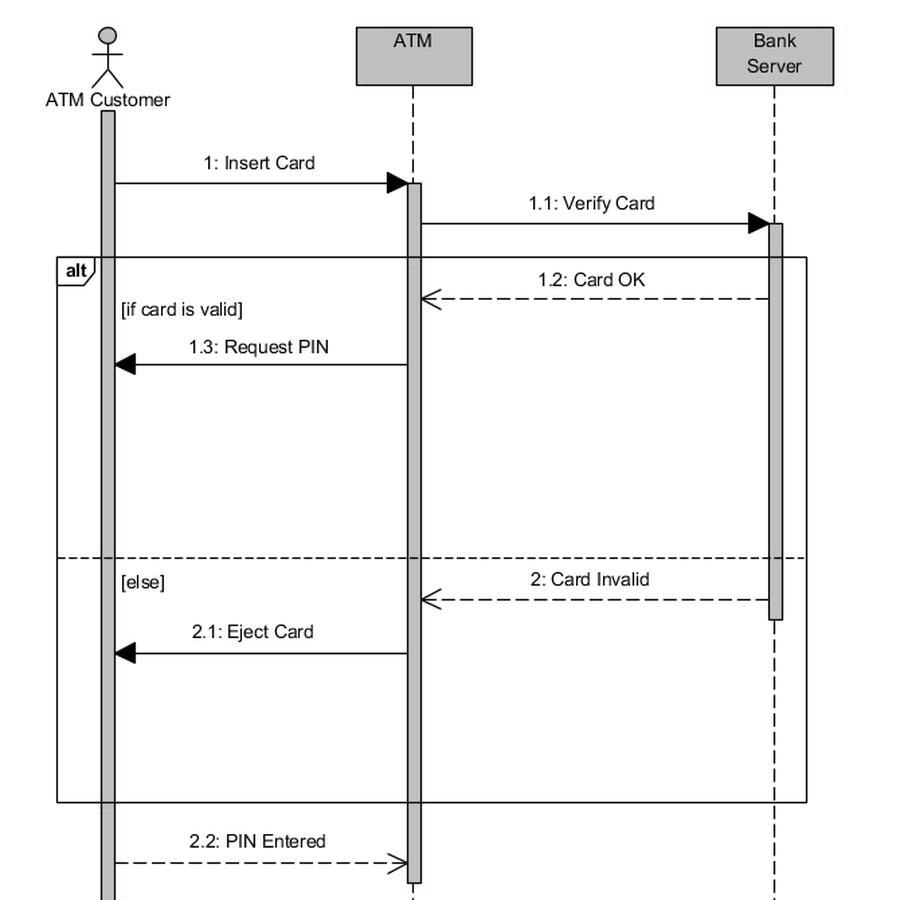 ATM
Bank
Server
ATM Customer
1: Insert Card
1.1: Verify Card
alt
1.2: Card OK
[if card is valid]
1.3: Request PIN
2: Card Invalid
[else]
2.1: Eject Card
2.2: PIN Entered